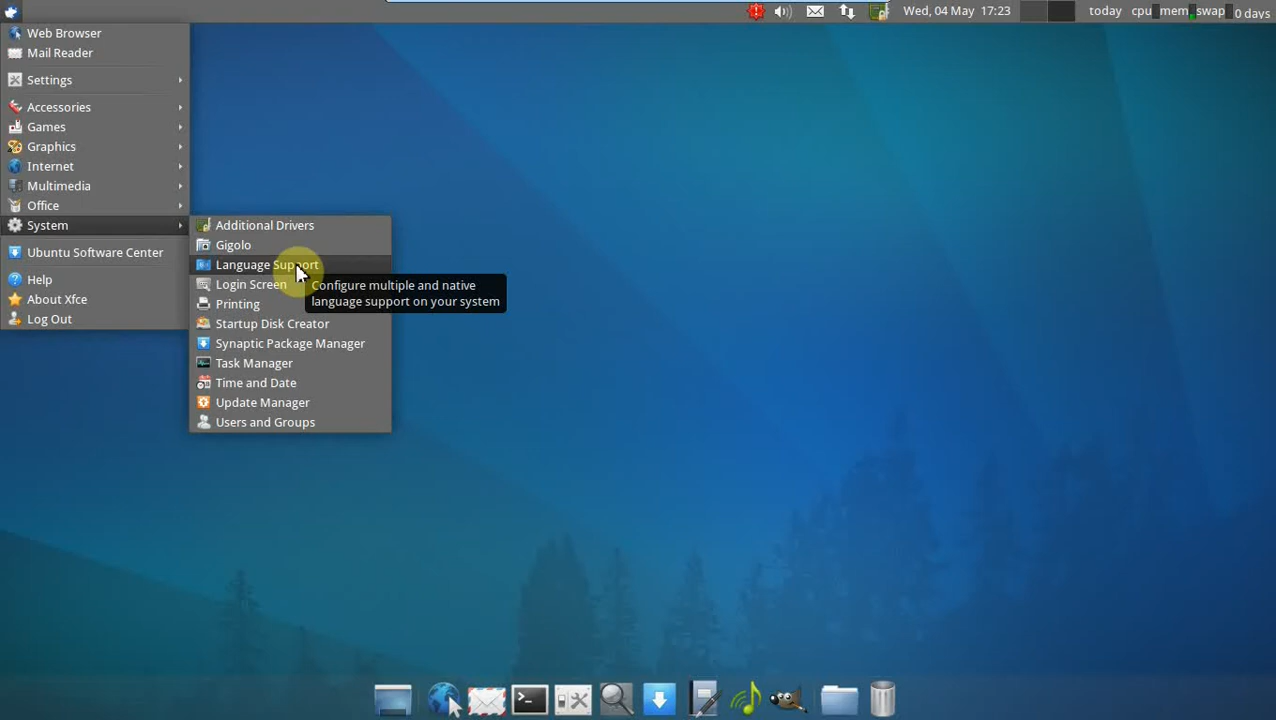 Wed, 04 May 17:23
today cpu mem swap 0 days
Web Browser
Mail Reader
Settings
Accessories
Games
Graphics
Internet
Multimedia
Office
System
Ubuntu Software Center
Help
About Xfce
Log Out
Additional Drivers
Gigolo
Language Support
Login Screen
Configure multiple and native
language support on your system
Printing
Startup Disk Creator
Synaptic Package Manager
Task Manager
Time and Date
Update Manager
Users and Groups